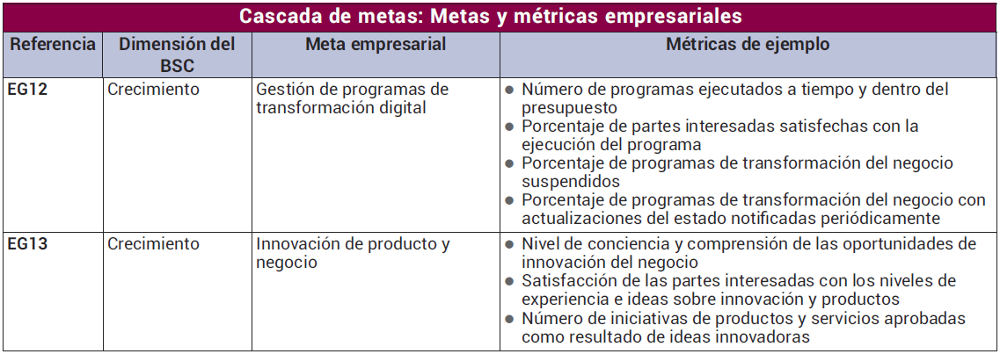 Cascada de metas: Metas y métricas empresariales
Referencia
Dimensión del
BSC
Meta empresarial
Métricas de ejemplo
EG12
Crecimiento
Gestión de programas de
transformación digital
● Número de programas ejecutados a tiempo y dentro del
presupuesto
● Porcentaje de partes interesadas satisfechas con la
ejecución del programa
● Porcentaje de programas de transformación del negocio
suspendidos
● Porcentaje de programas de transformación del negocio con
actualizaciones del estado notificadas periódicamente
EG13
Crecimiento
Innovación de producto y
negocio
● Nivel de conciencia y comprensión de las oportunidades de
innovación del negocio
● Satisfacción de las partes interesadas con los niveles de
experiencia e ideas sobre innovación y productos
● Número de iniciativas de productos y servicios aprobadas
como resultado de ideas innovadoras